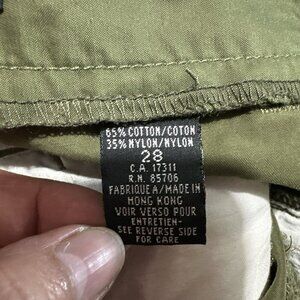 65% COTTON/COTON
35% NYLON/NYLON
28
C.A. 17311
R.N. 85706
FABRIQUE A/MADE IN
HONG KONG
VOIR VERSO POUR
ENTRETIEN-
SEE REVERSE SIDE
FOR CARE